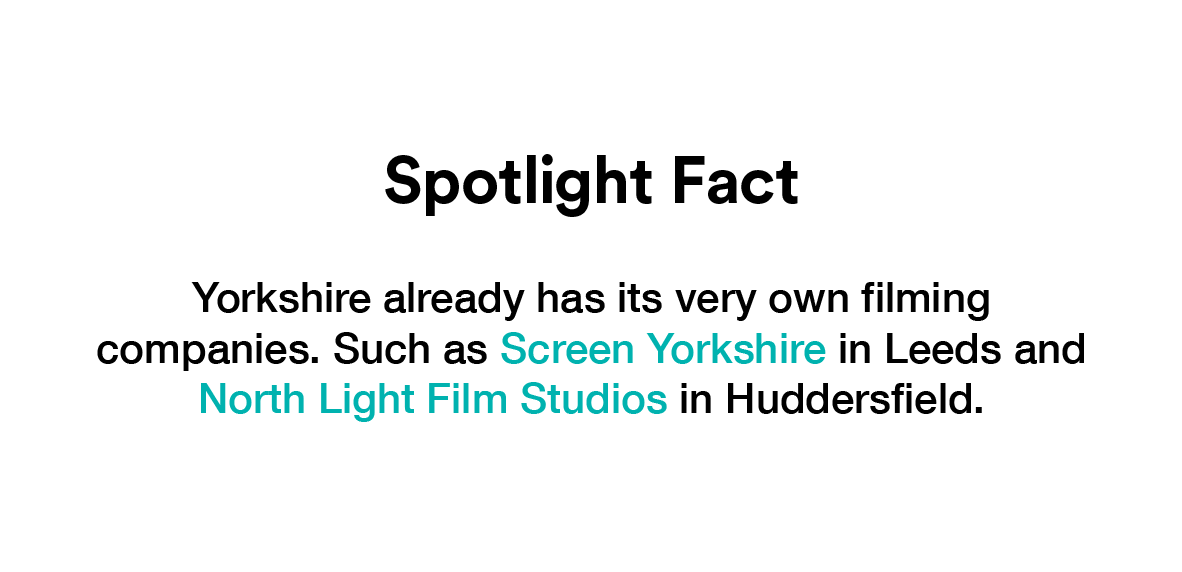 Spotlight Fact
Yorkshire already has its very own filming
companies. Such as Screen Yorkshire in Leeds and
North Light Film Studios in Huddersfield.